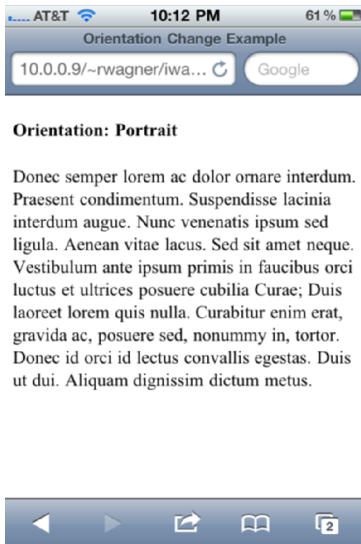 AT&T 10:12 PM 61%
Orientation Change Example
10.0.0.9/~rwagner/iwa... Google
Orientation: Portrait
Donec semper lorem ac dolor ornare interdum.
Praesent condimentum. Suspendisse lacinia
interdum augue. Nunc venenatis ipsum sed
ligula. Aenean vitae lacus. Sed sit amet neque.
Vestibulum ante ipsum primis in faucibus orci
luctus et ultrices posuere cubilia Curae; Duis
laoreet lorem quis nulla. Curabitur enim erat,
gravida ac, posuere sed, nonummy in, tortor.
Donec id orci id lectus convallis egestas. Duis
ut dui. Aliquam dignissim dictum metus.
2